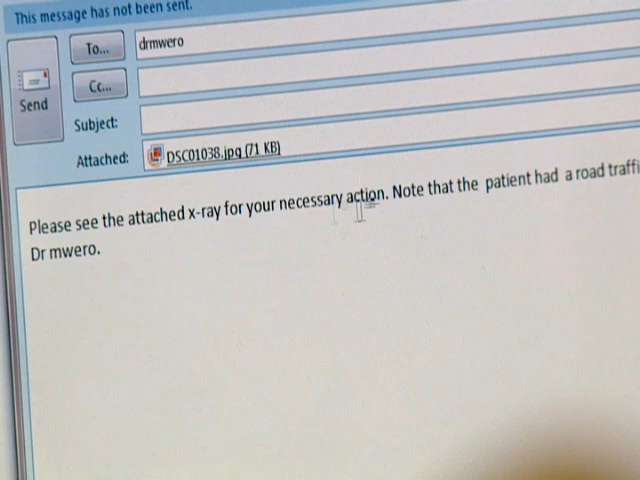 This message has not been sent.
To...
drmwero
Cc...
Send
Subject:
Attached:
DSC01038.jpg (71 KB)
Please see the attached x-ray for your necessary action. Note that the patient had a road traffi
Dr mwero.